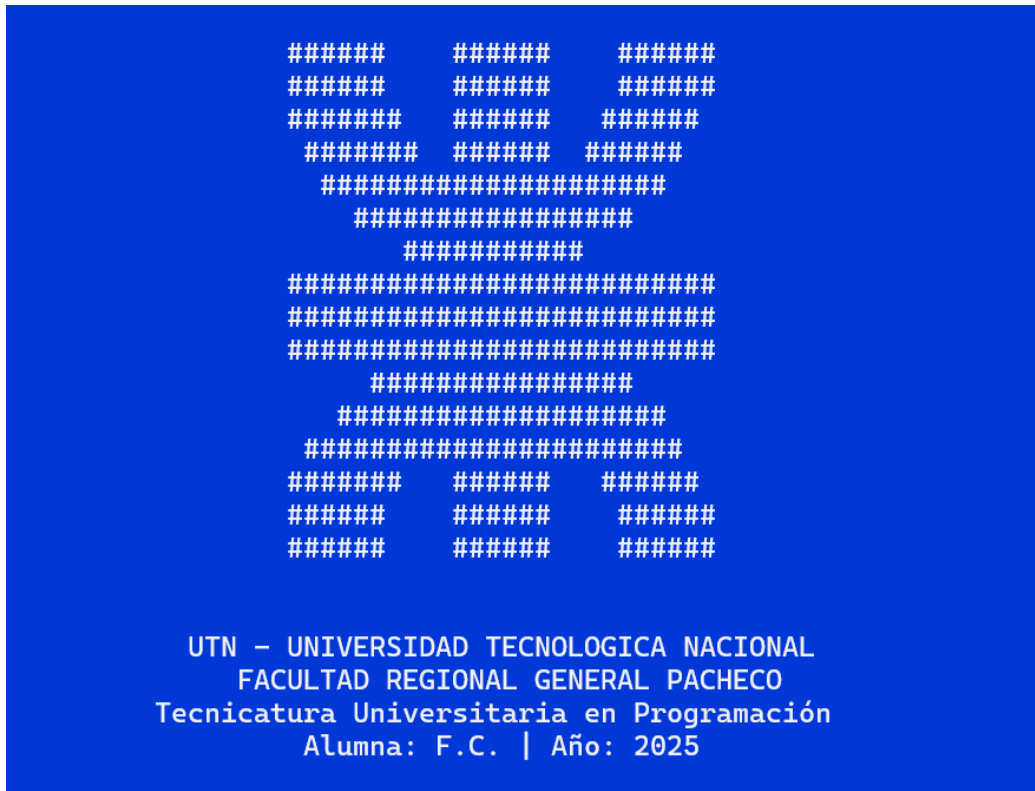 ######    ######    ######
######    ######    ######
#######   ######   ######
#######  ######  ######
#####################
#################
###########
##########################
##########################
##########################
################
####################
#######################
#######   ######   ######
######    ######    ######
######    ######    ######
UTN – UNIVERSIDAD TECNOLOGICA NACIONAL
FACULTAD REGIONAL GENERAL PACHECO
Tecnicatura Universitaria en Programación
Alumna: F.C. | Año: 2025